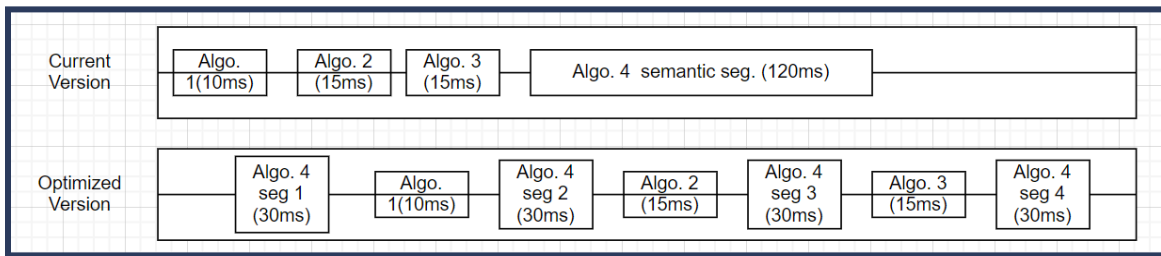 Current
Version
Algo.
1(10ms)
Algo. 2
(15ms)
Algo. 3
(15ms)
Algo. 4 semantic seg. (120ms)
Optimized
Version
Algo. 4
seg 1
(30ms)
Algo.
1(10ms)
Algo. 4
seg 2
(30ms)
Algo. 2
(15ms)
Algo. 4
seg 3
(30ms)
Algo. 3
(15ms)
Algo. 4
seg 4
(30ms)